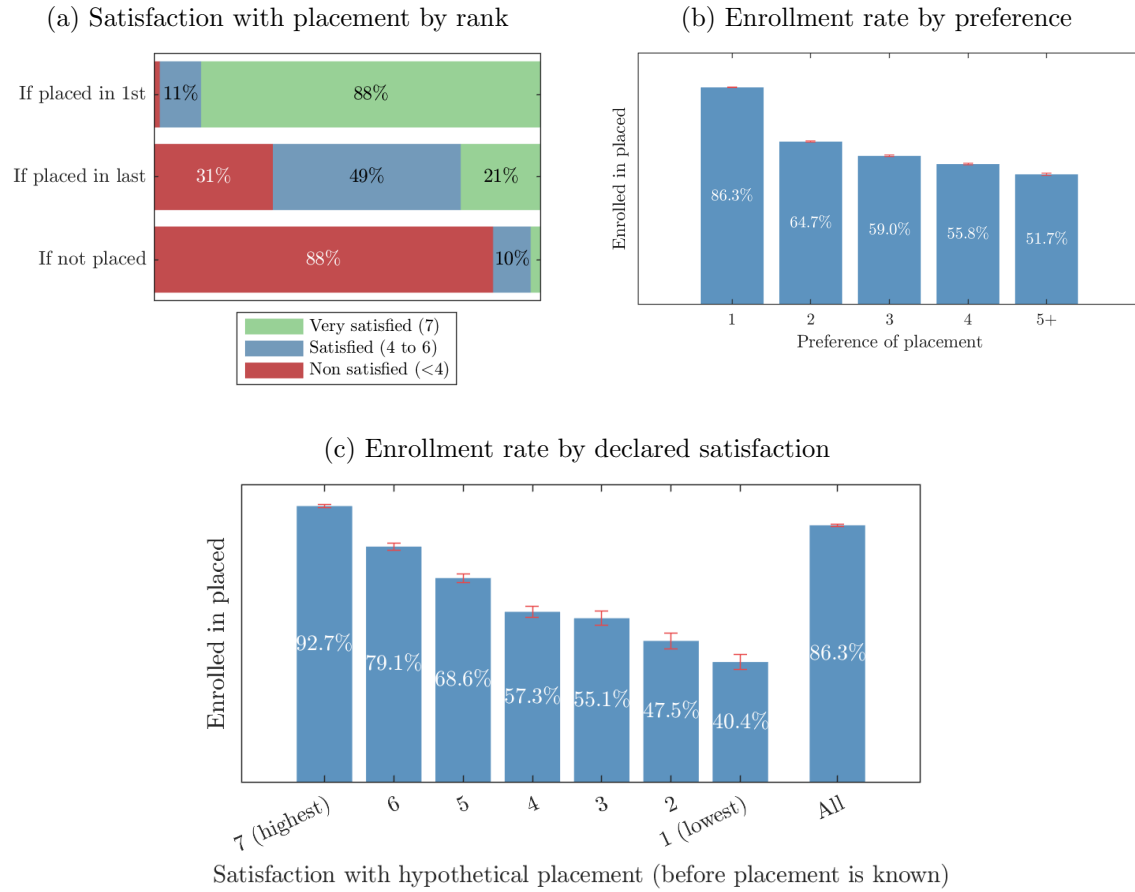 (a) Satisfaction with placement by rank
If placed in 1st
11%
88%
If placed in last
31%
49%
21%
If not placed
88%
10%
Very satisfied (7)
Satisfied (4 to 6)
Non satisfied (<4)
(b) Enrollment rate by preference
Enrolled in placed
86.3%
64.7%
59.0%
55.8%
51.7%
1
2
3
4
5+
Preference of placement
(c) Enrollment rate by declared satisfaction
Enrolled in placed
92.7%
79.1%
68.6%
57.3%
55.1%
47.5%
40.4%
86.3%
7 (highest)
6
5
4
3
2
1 (lowest)
All
Satisfaction with hypothetical placement (before placement is known)